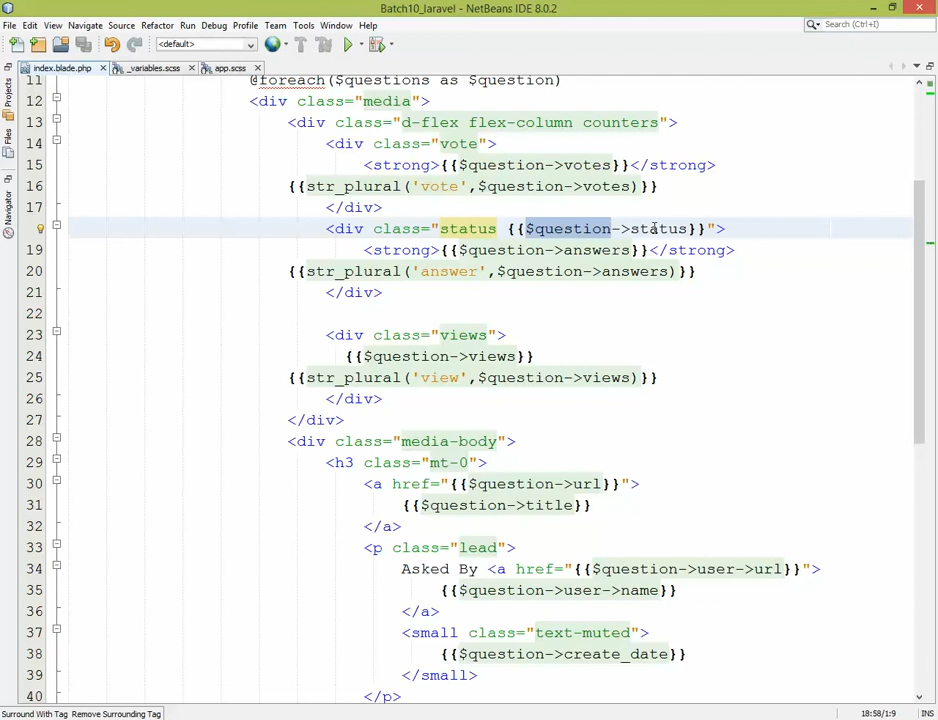 Batch10_laravel - NetBeans IDE 8.0.2
File Edit View Navigate Source Refactor Run Debug Profile Team Tools Window Help
Search (Ctrl+I)
<default>
index.blade.php _variables.scss app.scss
Projects
Files
Navigator
11 @foreach($questions as $question)
12 <div class="media">
13 <div class="d-flex flex-column counters">
14 <div class="vote">
15 <strong>{{$question->votes}}</strong>
16 {{str_plural('vote',$question->votes)}}
17 </div>
<div class="status {{$question->status}}">
19 <strong>{{$question->answers}}</strong>
20 {{str_plural('answer',$question->answers)}}
21 </div>
22
23 <div class="views">
24 {{$question->views}}
25 {{str_plural('view',$question->views)}}
26 </div>
27 </div>
28 <div class="media-body">
29 <h3 class="mt-0">
30 <a href="{{$question->url}}">
31 {{$question->title}}
32 </a>
33 <p class="lead">
34 Asked By <a href="{{$question->user->url}}">
35 {{$question->user->name}}
36 </a>
37 <small class="text-muted">
38 {{$question->create_date}}
39 </small>
40 </p>
Surround With Tag Remove Surrounding Tag
18:58/1:9 INS